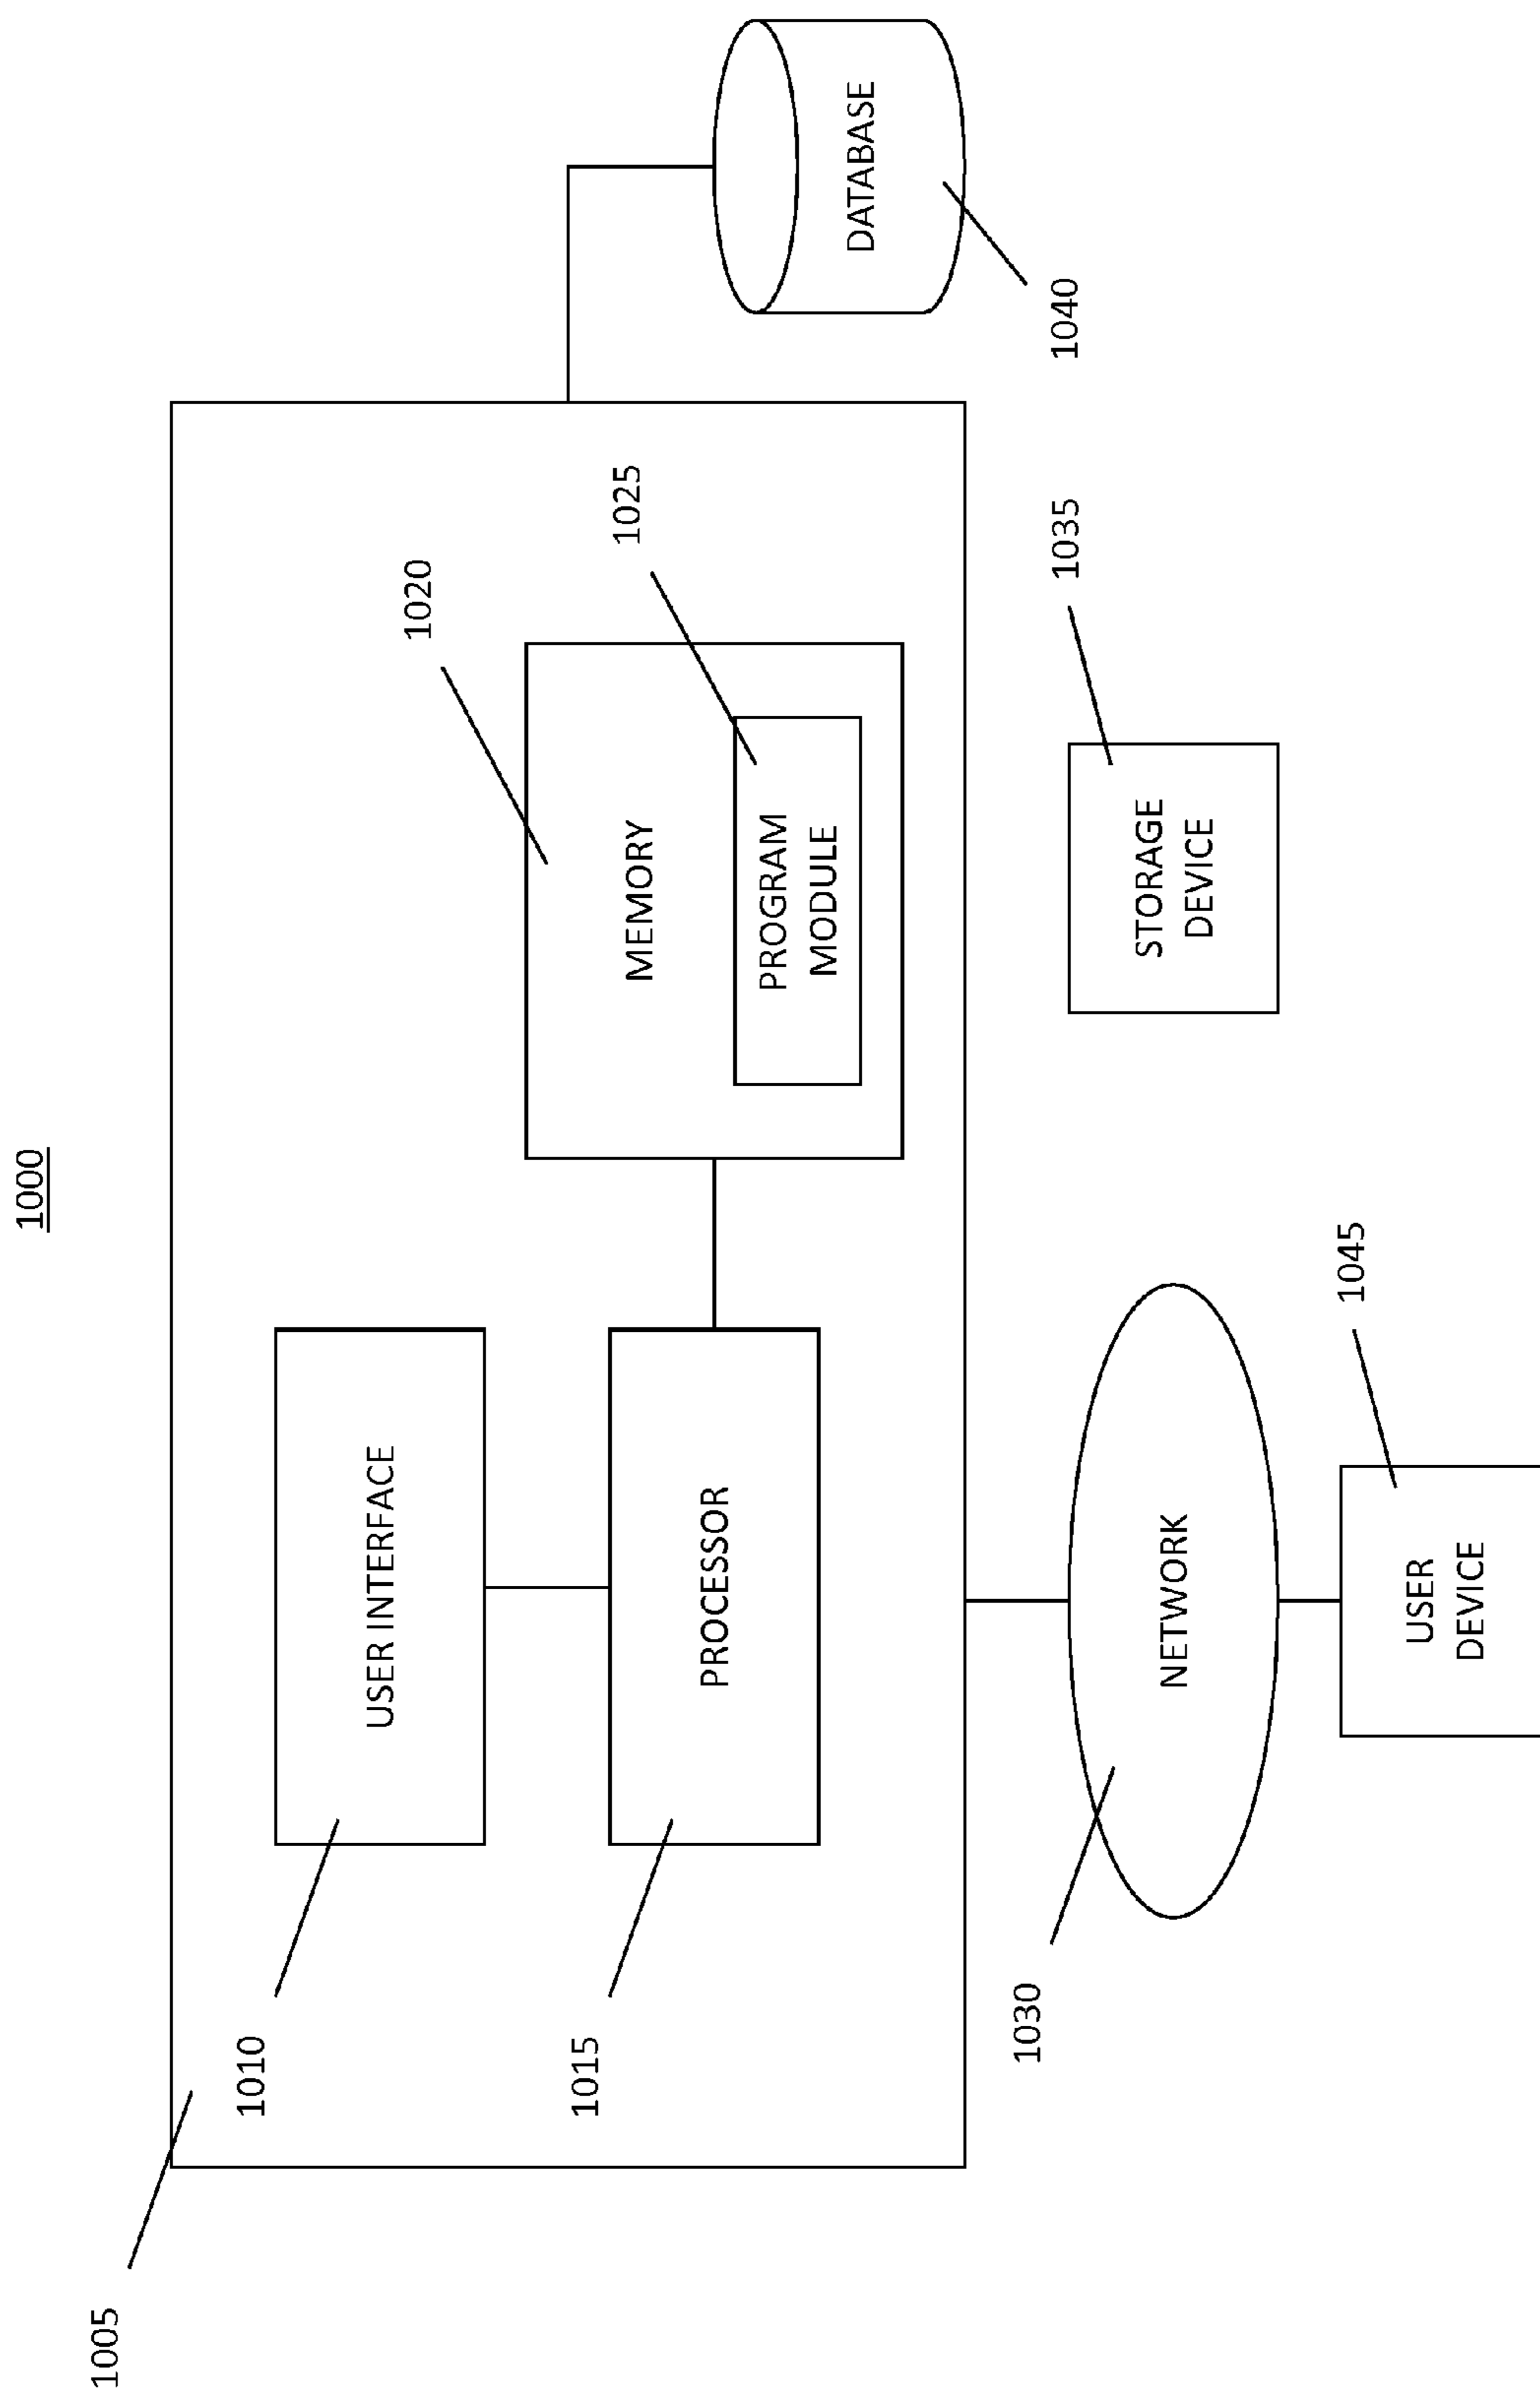 1000
1005
1010
USER INTERFACE
1015
PROCESSOR
1020
MEMORY
1025
PROGRAM
MODULE
DATABASE
1040
1030
NETWORK
1035
STORAGE
DEVICE
1045
USER
DEVICE